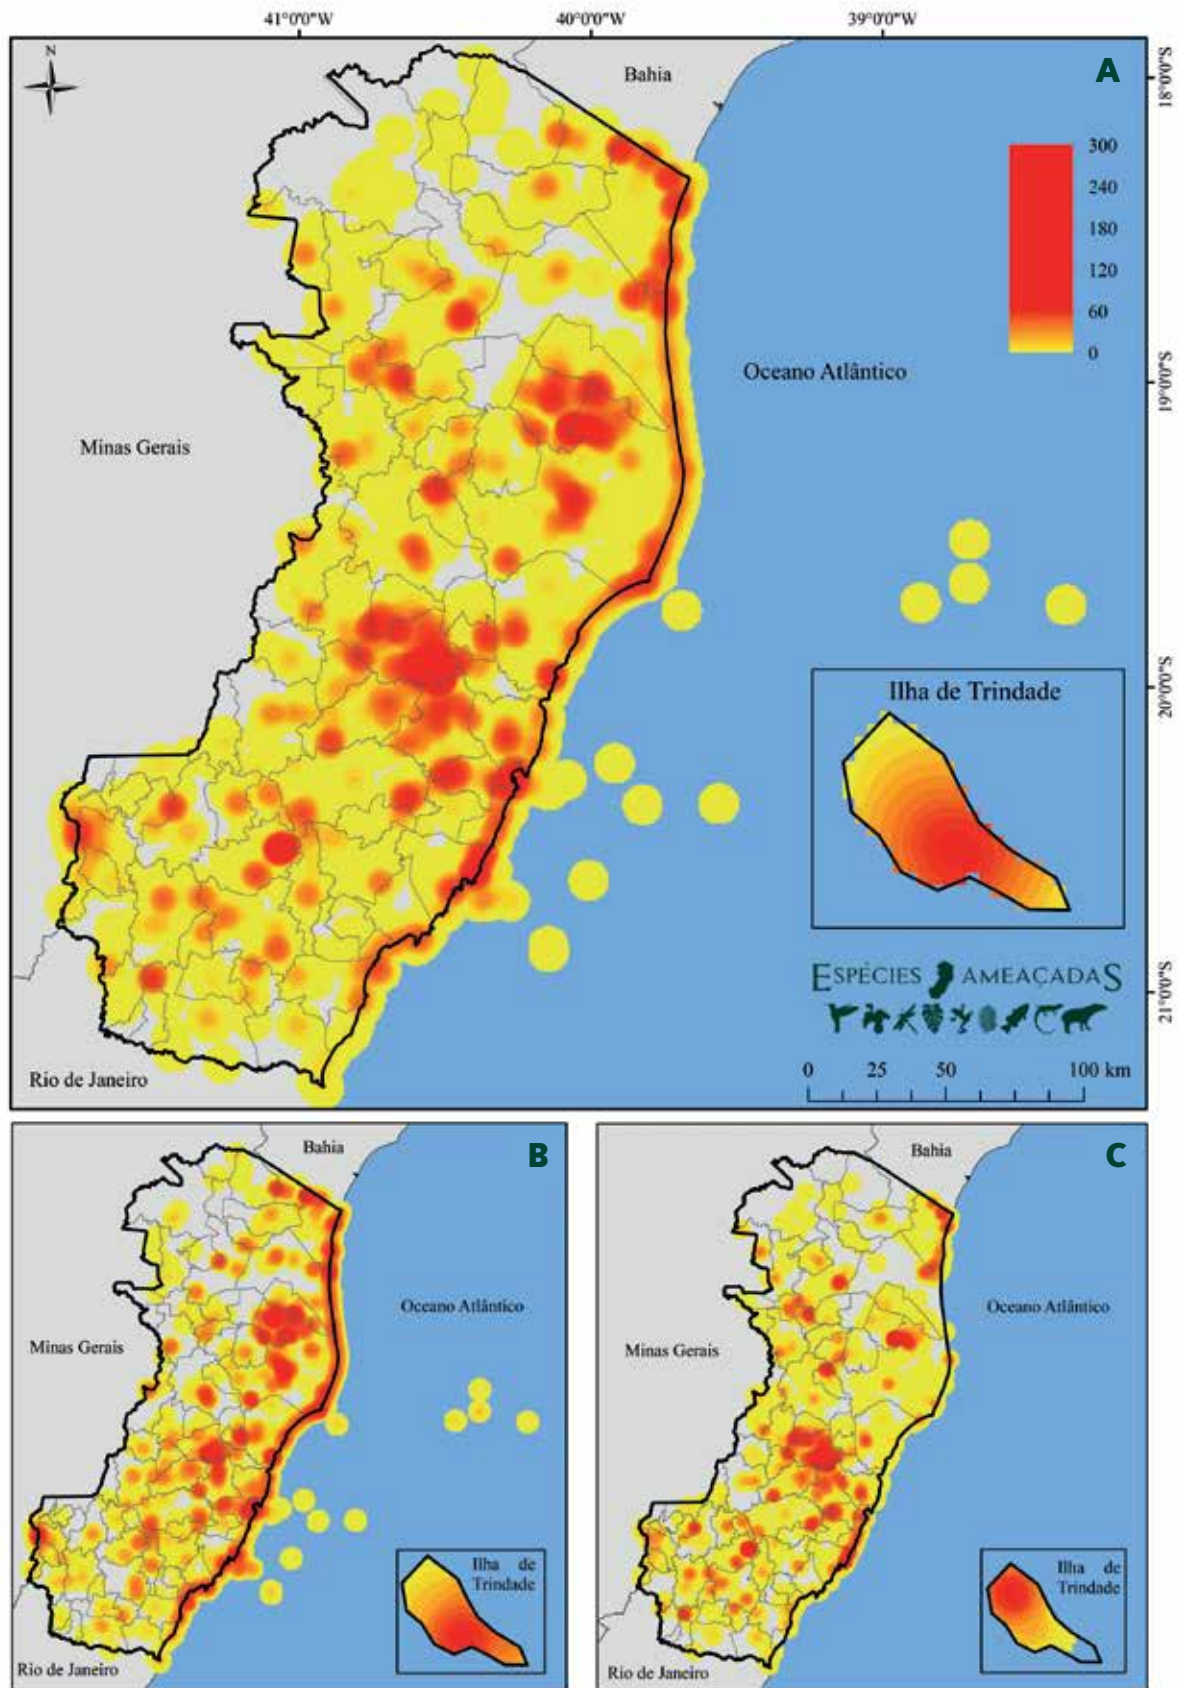 41°0'0"W
40°0'0"W
39°0'0"W
N
Bahia
A
18°0'0"S
300
240
180
120
60
0
Oceano Atlântico
19°0'0"S
Minas Gerais
20°0'0"S
Ilha de Trindade
ESPÉCIES AMEAÇADAS
21°0'0"S
Rio de Janeiro
0 25 50 100 km
Bahia
B
Oceano Atlântico
Minas Gerais
Ilha de
Trindade
Rio de Janeiro
Bahia
C
Oceano Atlântico
Minas Gerais
Ilha de
Trindade
Rio de Janeiro